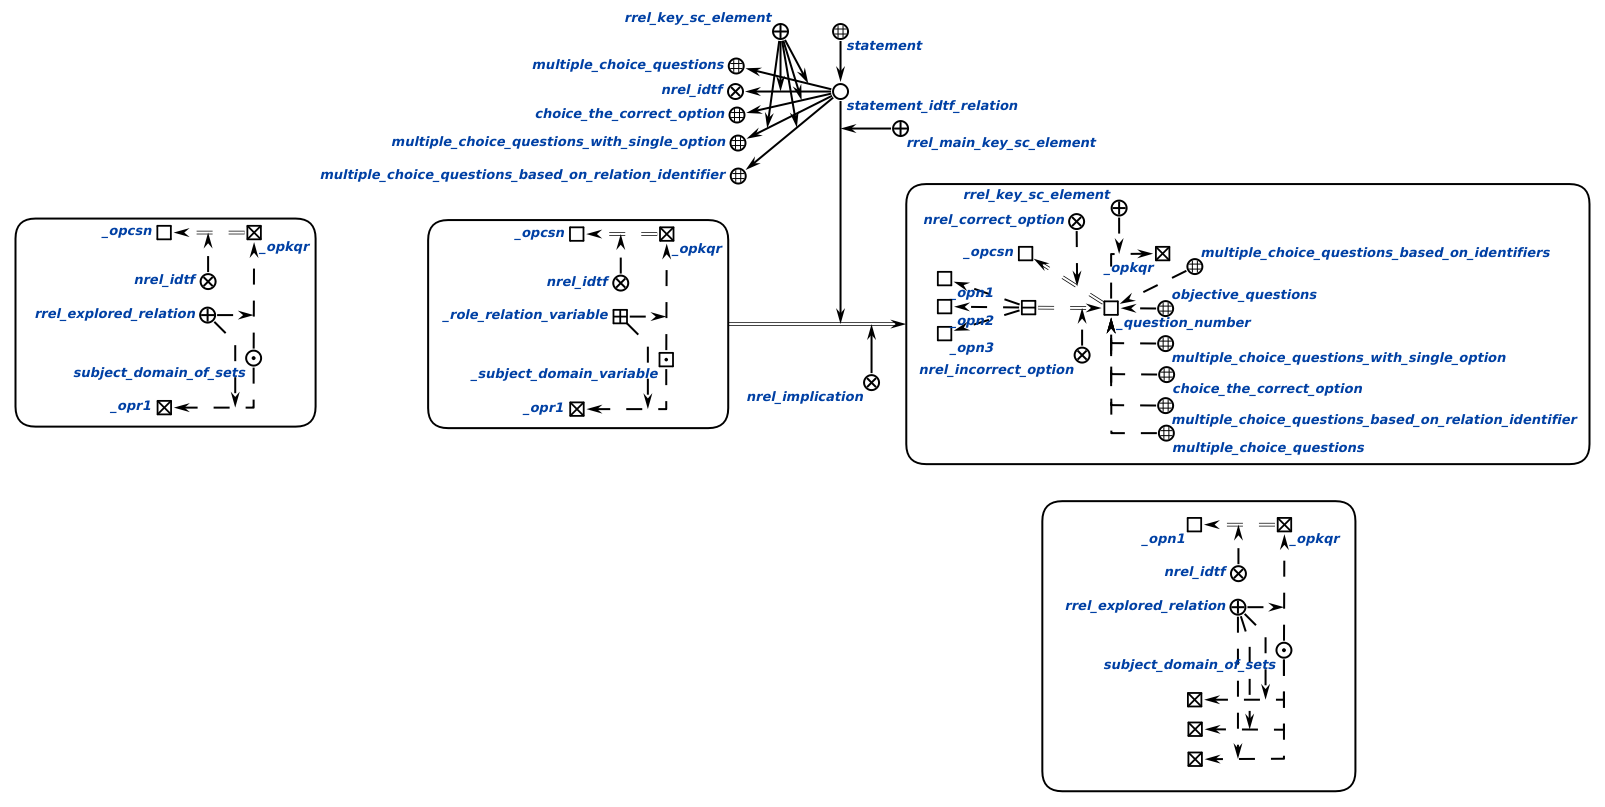 rrel_key_sc_element
statement
multiple_choice_questions
nrel_idtf
statement_idtf_relation
choice_the_correct_option
multiple_choice_questions_with_single_option
rrel_main_key_sc_element
multiple_choice_questions_based_on_relation_identifier
_opcsn
_opkqr
nrel_idtf
rrel_explored_relation
subject_domain_of_sets
_opr1
_opcsn
_opkqr
nrel_idtf
_role_relation_variable
_subject_domain_variable
_opr1
nrel_implication
rrel_key_sc_element
nrel_correct_option
_opcsn
multiple_choice_questions_based_on_identifiers
_opkqr
_opn1
objective_questions
_opn2
_question_number
_opn3
multiple_choice_questions_with_single_option
nrel_incorrect_option
choice_the_correct_option
multiple_choice_questions_based_on_relation_identifier
multiple_choice_questions
_opn1
_opkqr
nrel_idtf
rrel_explored_relation
subject_domain_of_sets